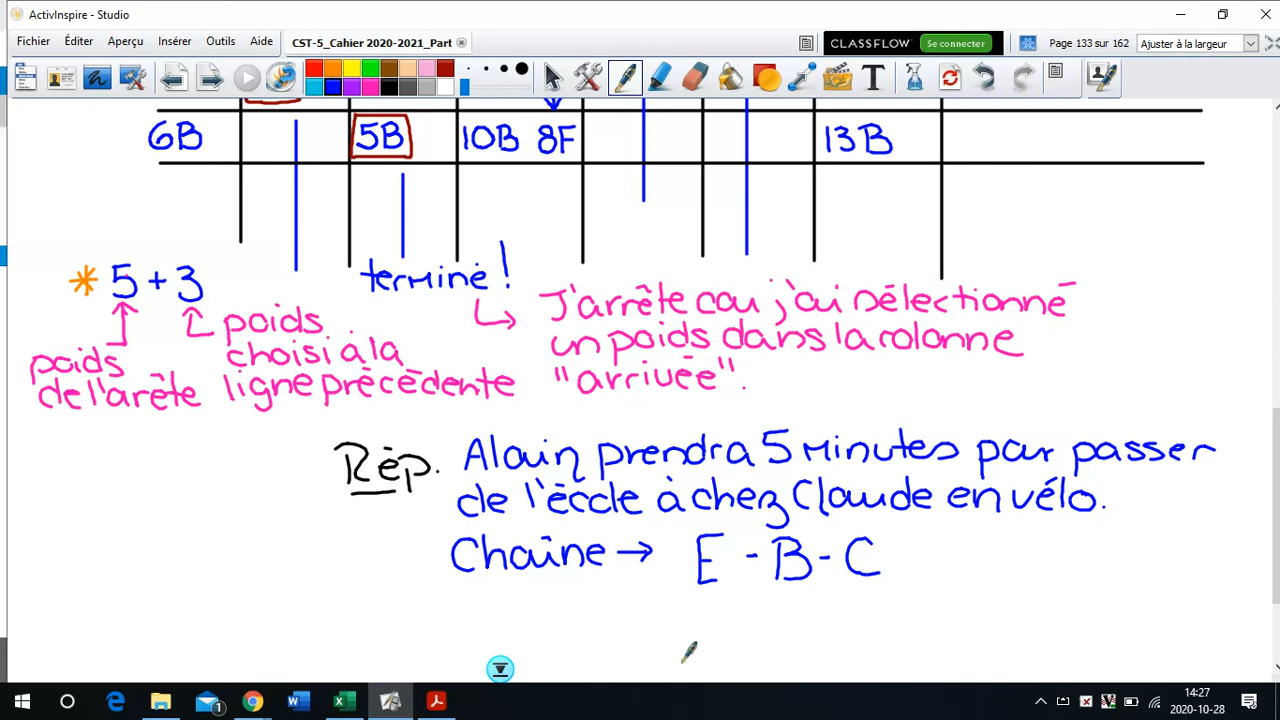 ActivInspire - Studio
Fichier Éditer Aperçu Insérer Outils Aide CST-5_Cahier 2020-2021_Part CLASSFLOW Se connecter Page 133 sur 162 Ajuster à la largeur
6B 5B 10B 8F 13B
* 5 + 3
terminé !
poids de l'arête
poids choisi à la ligne précédente
J'arrête car j'ai sélectionné
un poids dans la colonne
"arrivée".
Rép. Alain prendra 5 minutes pour passer
de l'école à chez Claude en vélo.
Chaîne → E - B - C
1
14:27
2020-10-28